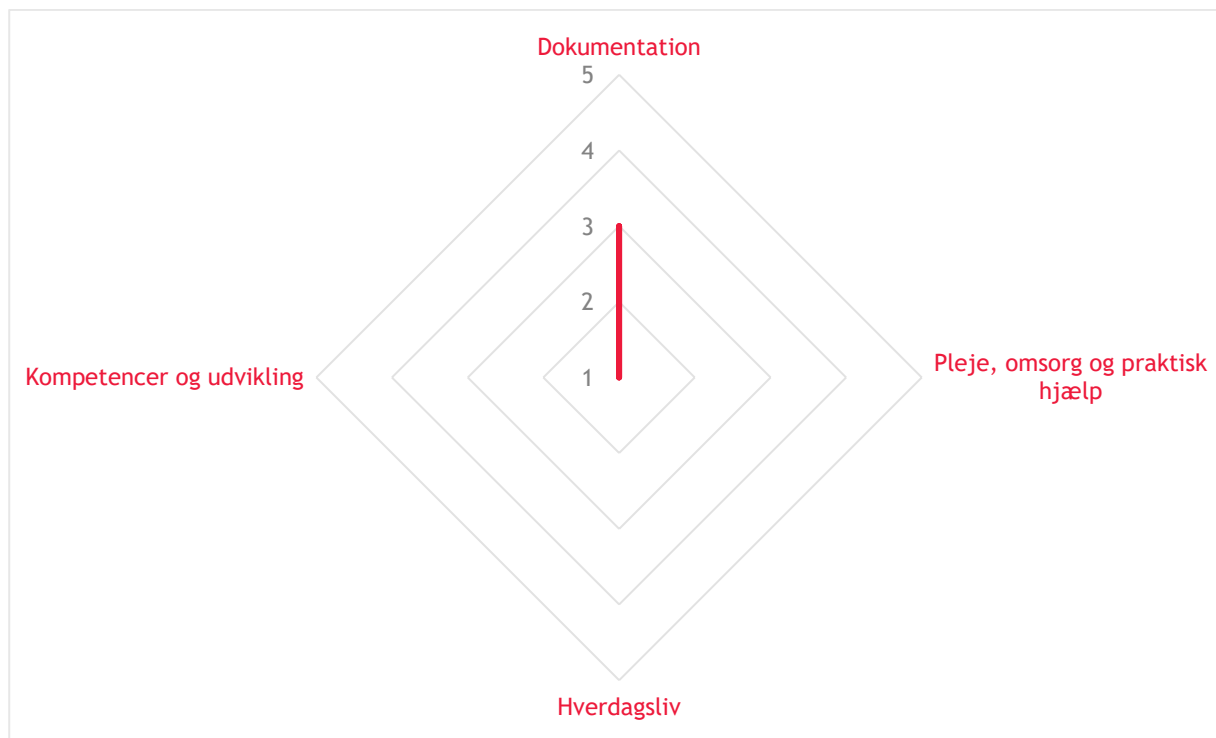 Dokumentation
5
4
3
2
1
Kompetencer og udvikling
Pleje, omsorg og praktisk
hjælp
Hverdagsliv